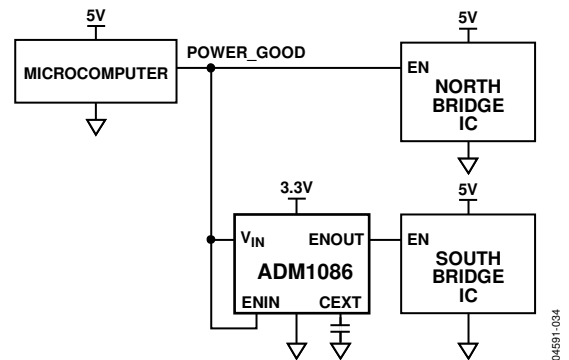 5V
5V
MICROCOMPUTER
POWER_GOOD
EN
NORTH
BRIDGE
IC
3.3V
5V
VIN
ENOUT
EN
ADM1086
SOUTH
BRIDGE
IC
ENIN
CEXT
04591-034